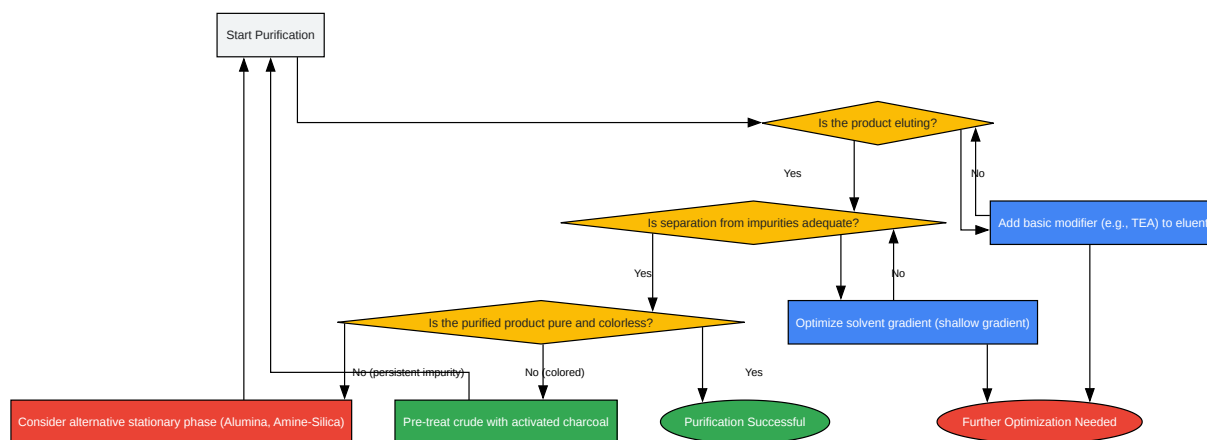 Start Purification
Is the product eluting?
Yes
No
Is separation from impurities adequate?
Add basic modifier (e.g., TEA) to eluent
Yes
No
Is the purified product pure and colorless?
Optimize solvent gradient (shallow gradient)
No (persistent impurity)
No (colored)
Yes
Consider alternative stationary phase (Alumina, Amine-Silica)
Pre-treat crude with activated charcoal
Purification Successful
Further Optimization Needed